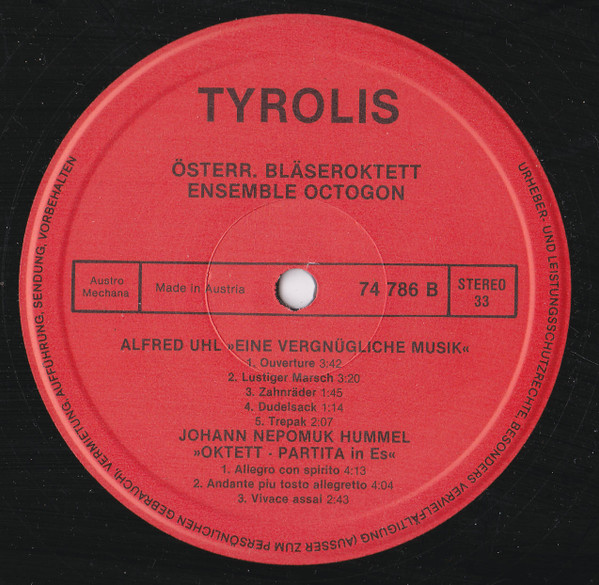 TYROLIS
ÖSTERR. BLÄSEROKTETT
ENSEMBLE OCTOGON
Austro
Mechana
Made in Austria
74 786 B
STEREO
33
ALFRED UHL »EINE VERGNÜGLICHE MUSIK«
1. Ouverture 3:42
2. Lustiger Marsch 3:20
3. Zahnräder 1:45
4. Dudelsack 1:14
5. Trepak 2:07
JOHANN NEPOMUK HUMMEL
»OKTETT - PARTITA in Es«
1. Allegro con spirito 4:13
2. Andante piu tosto allegretto 4:04
3. Vivace assai 2:43
URHEBER- UND LEISTUNGSSCHUTZRECHTE, BESONDERS VERVIELFÄLTIGUNG (AUSSER ZUM PERSÖNLICHEN GEBRAUCH), VERMIETUNG, AUFFÜHRUNG, SENDUNG, VORBEHALTEN